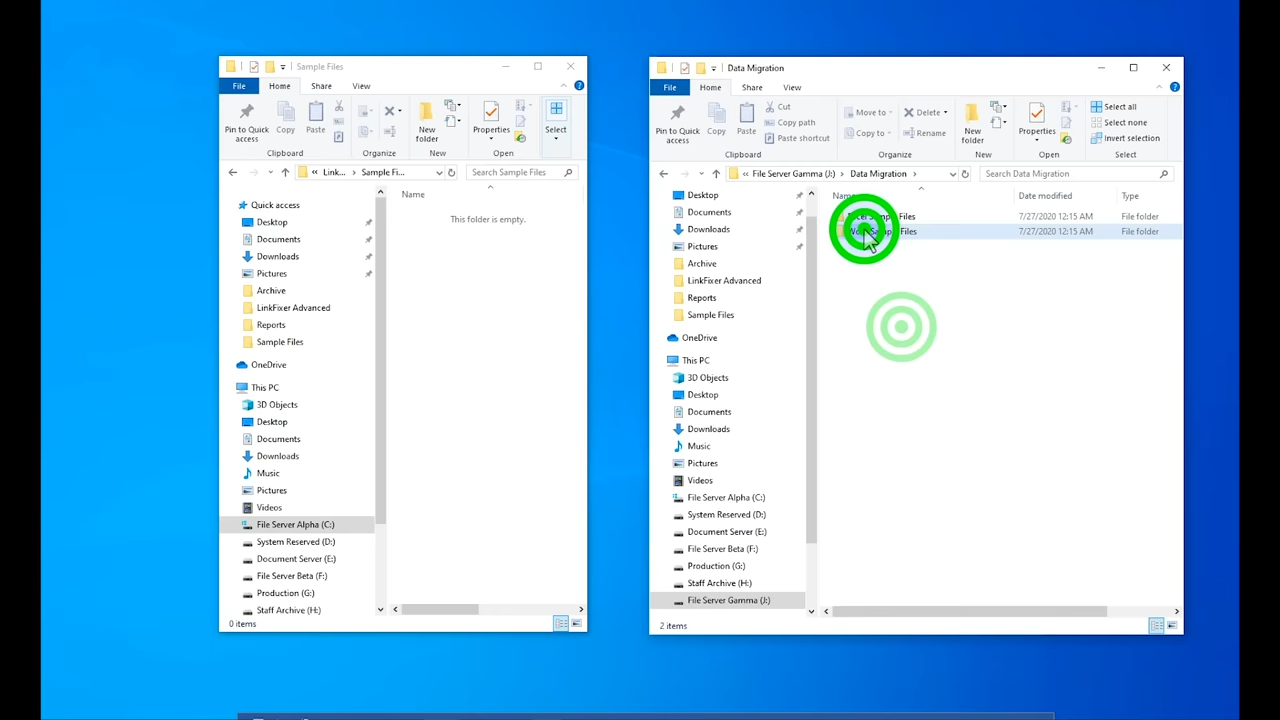 Sample Files
File
Home
Share
View
Pin to Quick access
Copy
Paste
New folder
Properties
Select
Clipboard
Organize
New
Open
Link...
Sample Fi...
Search Sample Files
Name
This folder is empty.
Quick access
Desktop
Documents
Downloads
Pictures
Archive
LinkFixer Advanced
Reports
Sample Files
OneDrive
This PC
3D Objects
Desktop
Documents
Downloads
Music
Pictures
Videos
File Server Alpha (C:)
System Reserved (D:)
Document Server (E:)
File Server Beta (F:)
Production (G:)
Staff Archive (H:)
0 items
Data Migration
File
Home
Share
View
Pin to Quick access
Copy
Paste
Cut
Copy path
Paste shortcut
Move to
Copy to
Delete
Rename
New folder
Properties
Select all
Select none
Invert selection
Clipboard
Organize
New
Open
Select
File Server Gamma (J:)
Data Migration
Search Data Migration
Date modified
Type
Files
7/27/2020 12:15 AM
File folder
Files
7/27/2020 12:15 AM
File folder
Desktop
Documents
Downloads
Pictures
Archive
LinkFixer Advanced
Reports
Sample Files
OneDrive
This PC
3D Objects
Desktop
Documents
Downloads
Music
Pictures
Videos
File Server Alpha (C:)
System Reserved (D:)
Document Server (E:)
File Server Beta (F:)
Production (G:)
Staff Archive (H:)
File Server Gamma (J:)
2 items